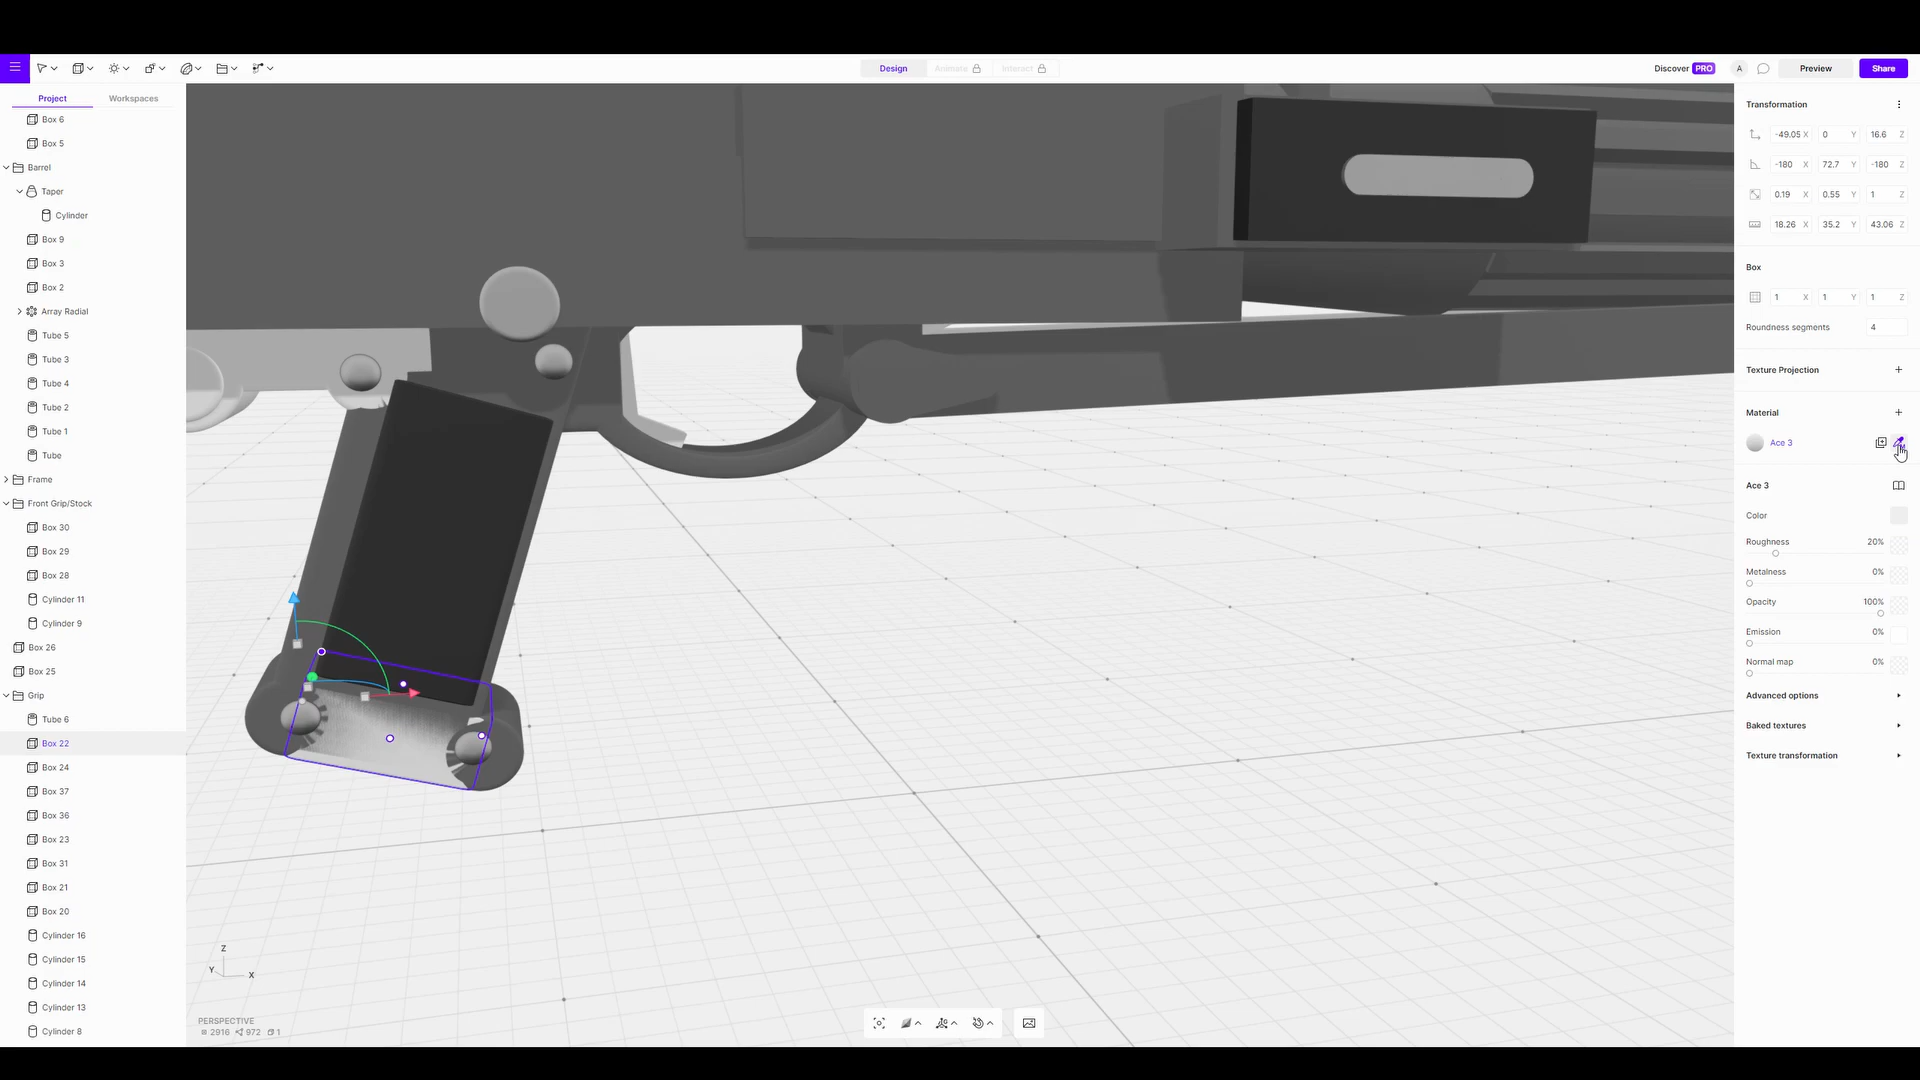 Design
Animate
Interact
Discover PRO
A
Preview
Share
Project
Workspaces
Box 6
Box 5
Barrel
Taper
Cylinder
Box 9
Box 3
Box 2
Array Radial
Tube 5
Tube 3
Tube 4
Tube 2
Tube 1
Tube
Frame
Front Grip/Stock
Box 30
Box 29
Box 28
Cylinder 11
Cylinder 9
Box 26
Box 25
Grip
Tube 6
Box 22
Box 24
Box 37
Box 36
Box 23
Box 31
Box 21
Box 20
Cylinder 16
Cylinder 15
Cylinder 14
Cylinder 13
Cylinder 8
Z
Y
X
PERSPECTIVE
2916 972 1
Transformation
-49.05 X 0 Y 16.6 Z
-180 X 72.7 Y -180 Z
0.19 X 0.55 Y 1 Z
18.26 X 35.2 Y 43.06 Z
Box
1 X 1 Y 1 Z
Roundness segments 4
Texture Projection +
Material +
Ace 3
Ace 3
Color
Roughness 20%
Metalness 0%
Opacity 100%
Emission 0%
Normal map 0%
Advanced options
Baked textures
Texture transformation